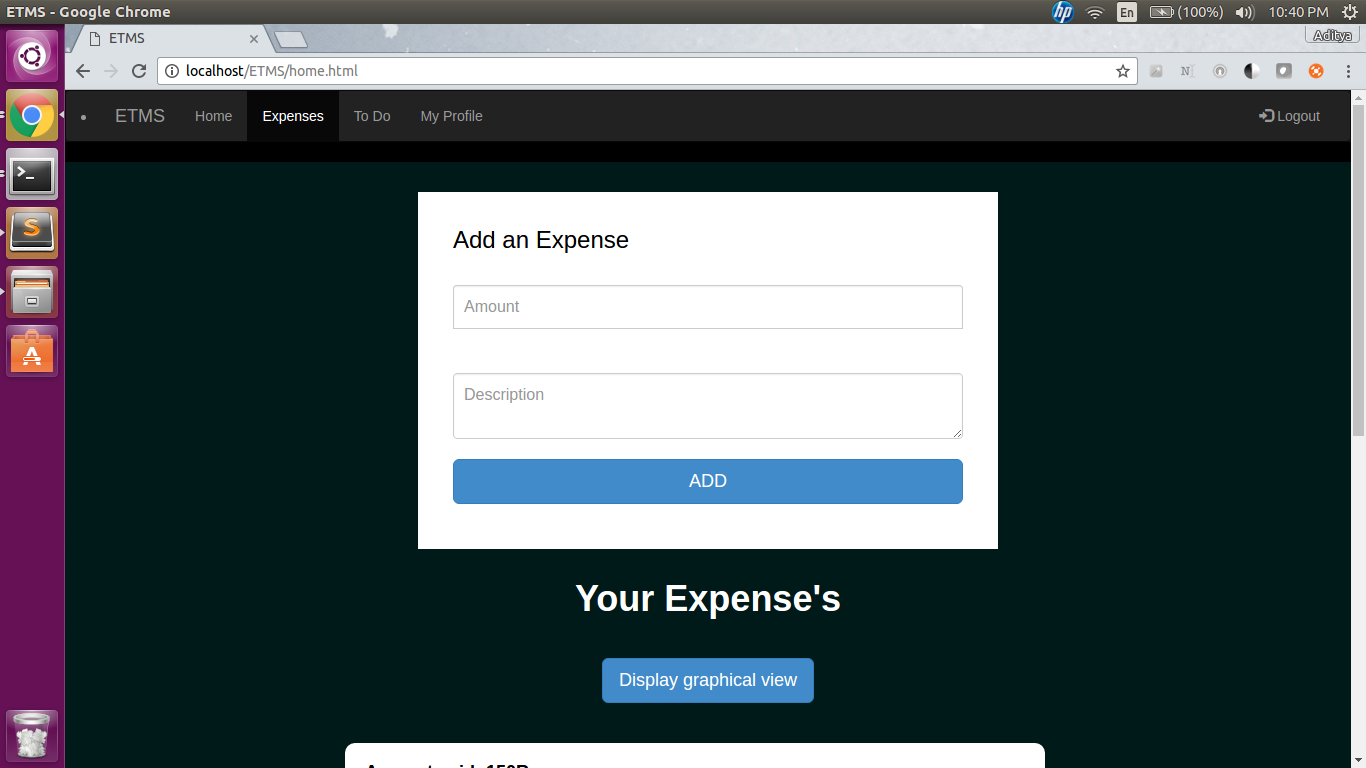 ETMS - Google Chrome
hp En (100%) 10:40 PM
ETMS
Aditya
localhost/ETMS/home.html
ETMS Home Expenses To Do My Profile Logout
Add an Expense
Amount
Description
ADD
Your Expense's
Display graphical view